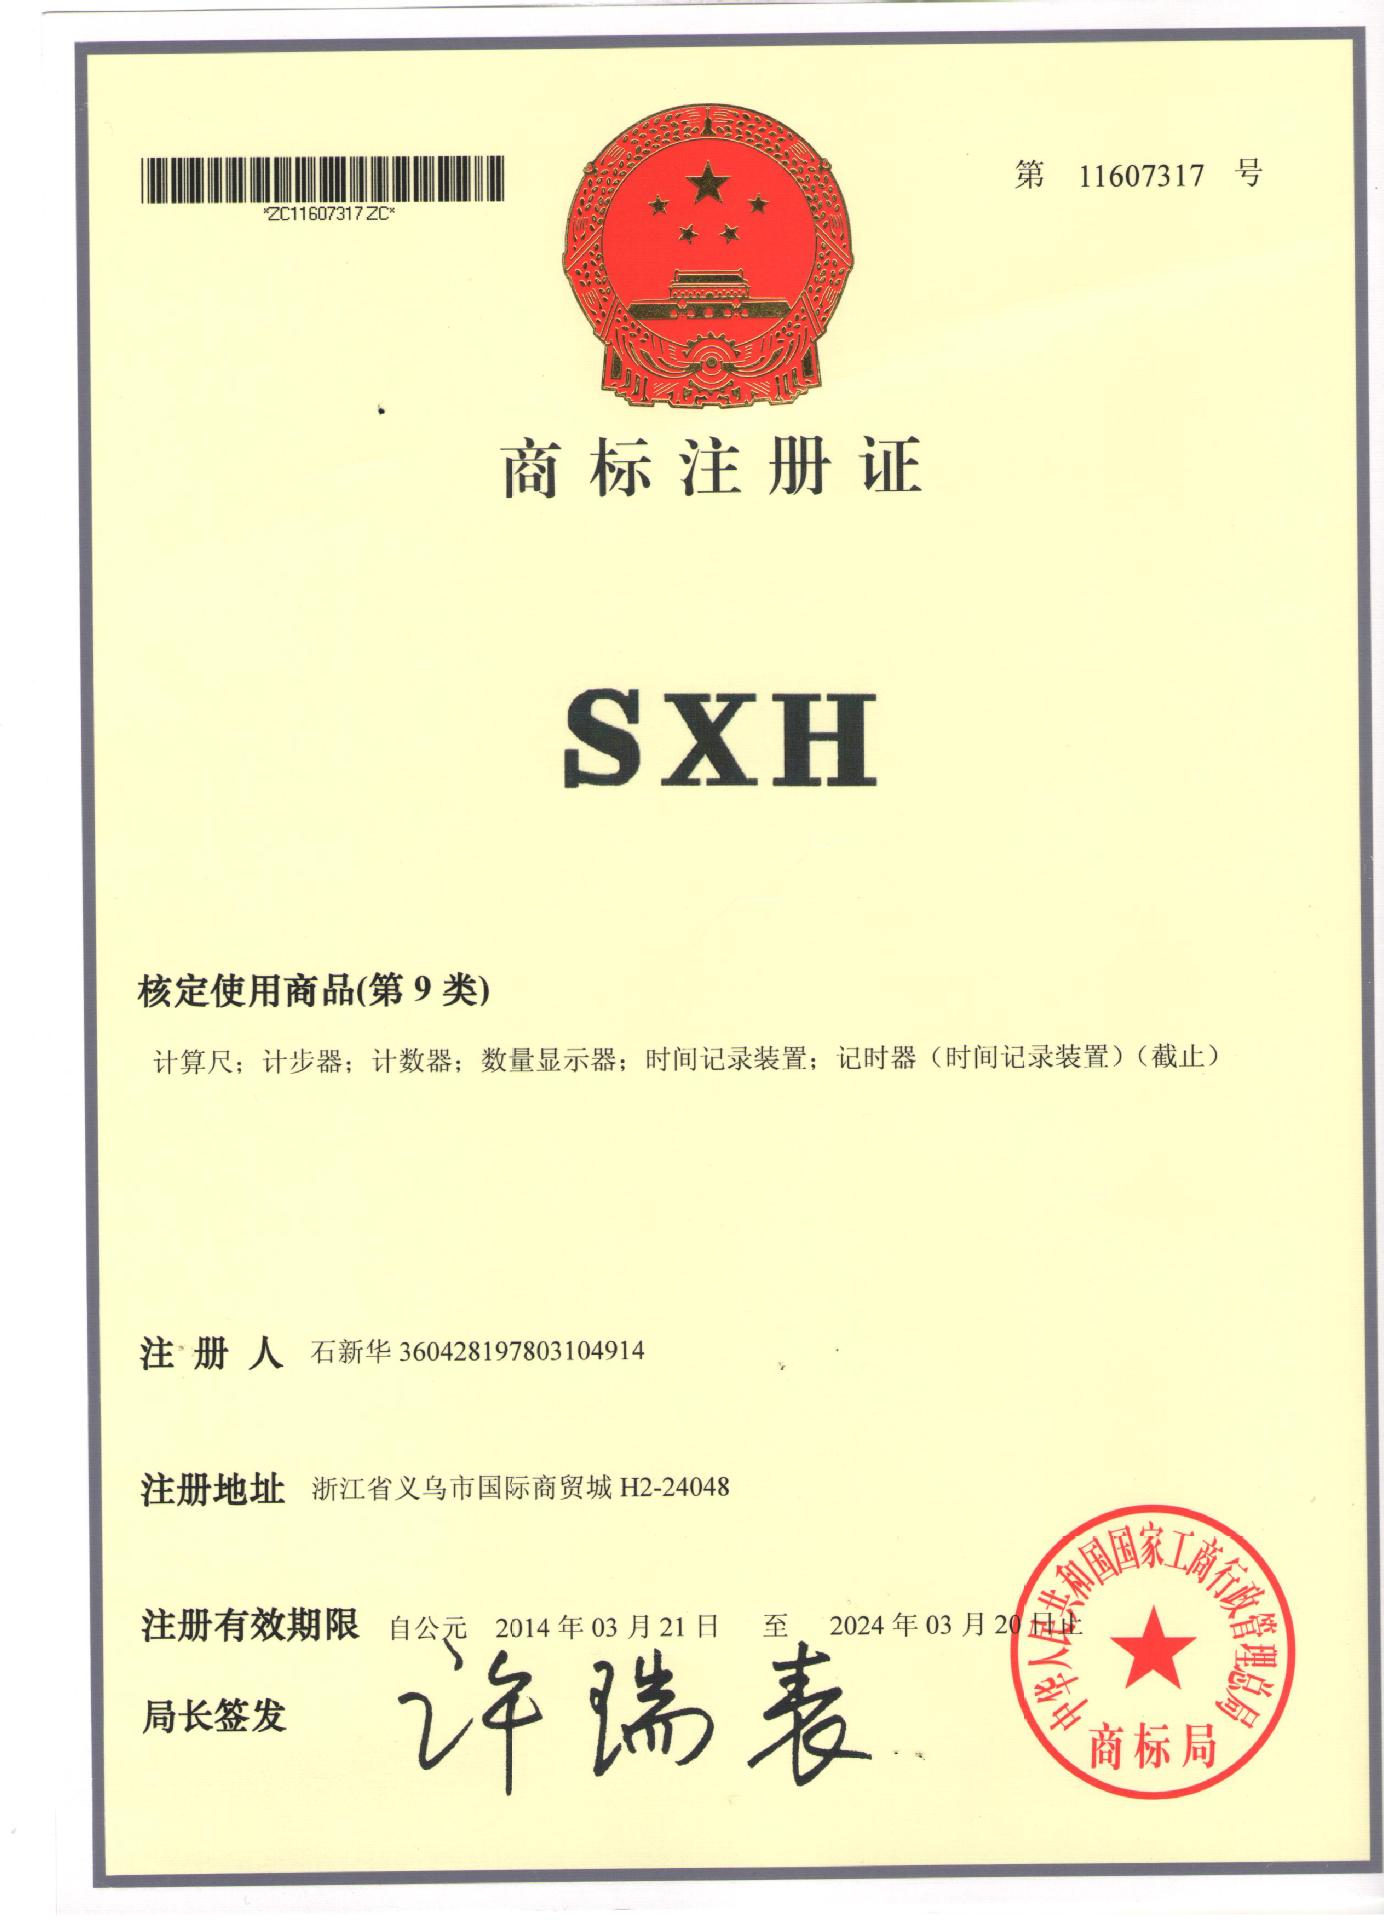 *ZC11607317ZC*
第 11607317 号
商标注册证
SXH
核定使用商品(第 9 类)
计算尺；计步器；计数器；数量显示器；时间记录装置；记时器（时间记录装置）（截止）
注 册 人 石新华 360428197803104914
注册地址 浙江省义乌市国际商贸城 H2-24048
注册有效期限 自公元 2014 年 03 月 21 日 至 2024 年 03 月 20 日止
局长签发 许瑞表
中华人民共和国国家工商行政管理总局
商标局